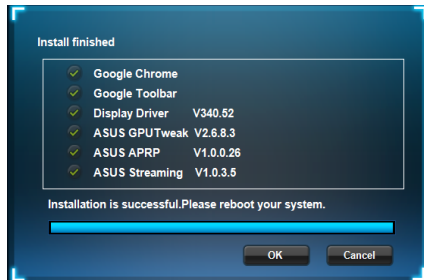 Install finished
Google Chrome
Google Toolbar
Display Driver V340.52
ASUS GPUTweak V2.6.8.3
ASUS APRP V1.0.0.26
ASUS Streaming V1.0.3.5
Installation is successful.Please reboot your system.
OK Cancel